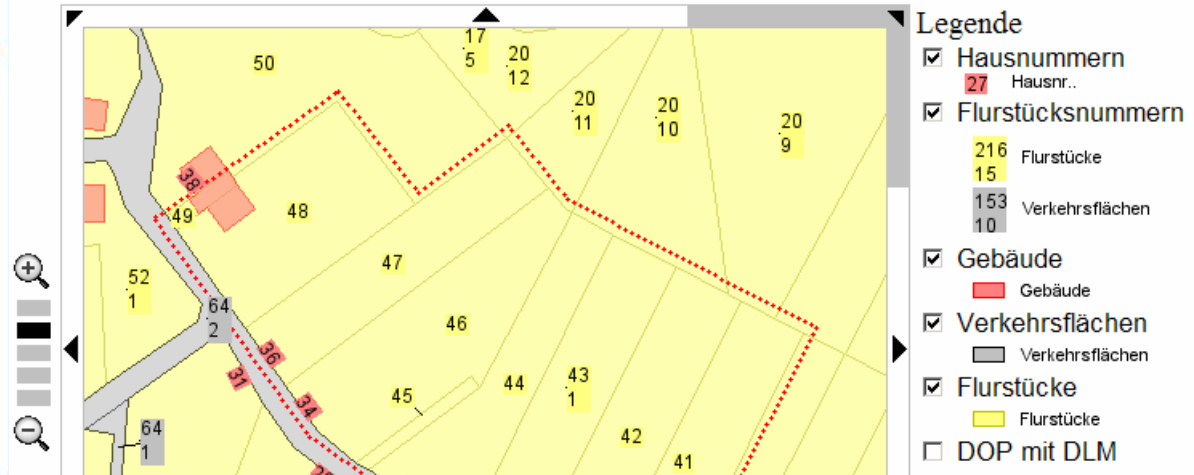 17
5
20
12
50
20
11
20
10
20
9
38
49
48
47
52
1
64
2
46
36
31
34
45
44
43
1
42
41
64
1
Legende
Hausnummern
27 Hausnr..
Flurstücksnummern
216
15
Flurstücke
153
10
Verkehrsflächen
Gebäude
Gebäude
Verkehrsflächen
Verkehrsflächen
Flurstücke
Flurstücke
DOP mit DLM